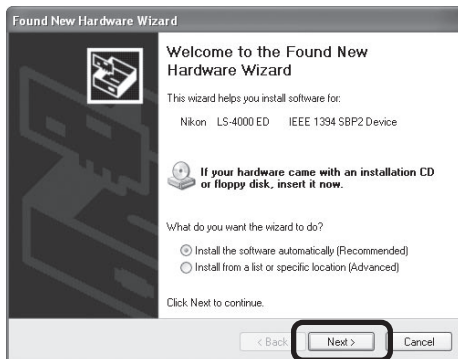 Found New Hardware Wizard
Welcome to the Found New
Hardware Wizard
This wizard helps you install software for:
Nikon LS-4000 ED IEEE 1394 SBP2 Device
If your hardware came with an installation CD
or floppy disk, insert it now.
What do you want the wizard to do?
Install the software automatically (Recommended)
Install from a list or specific location (Advanced)
Click Next to continue.
< Back Next > Cancel